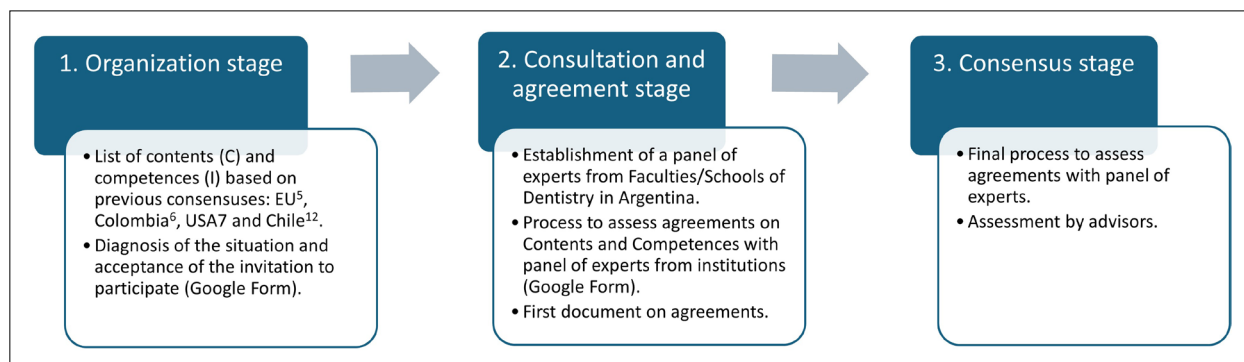 1. Organization stage
• List of contents (C) and
competences (I) based on
previous consensuses: EU⁵,
Colombia⁶, USA7 and Chile¹².
• Diagnosis of the situation and
acceptance of the invitation to
participate (Google Form).
2. Consultation and
agreement stage
• Establishment of a panel of
experts from Faculties/Schools of
Dentistry in Argentina.
• Process to assess agreements on
Contents and Competences with
panel of experts from institutions
(Google Form).
• First document on agreements.
3. Consensus stage
• Final process to assess
agreements with panel of
experts.
• Assessment by advisors.